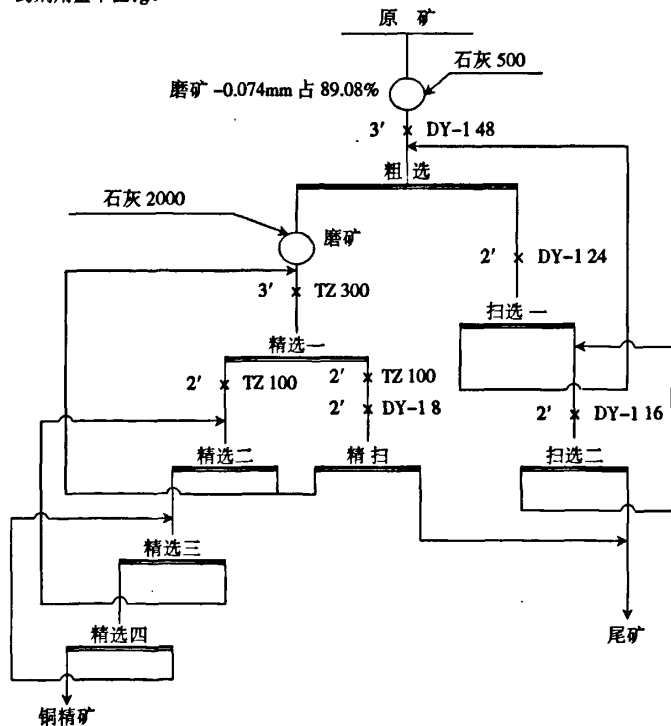 原 矿
石灰 500
磨矿 -0.074mm 占 89.08%
3′ DY-1 48
粗 选
石灰 2000
磨矿
2′ DY-1 24
3′ TZ 300
扫选一
精选一
2′ TZ 100
2′ TZ 100
2′ DY-1 8
2′ DY-1 16
精选二
精 扫
扫选二
精选三
精选四
尾矿
铜精矿